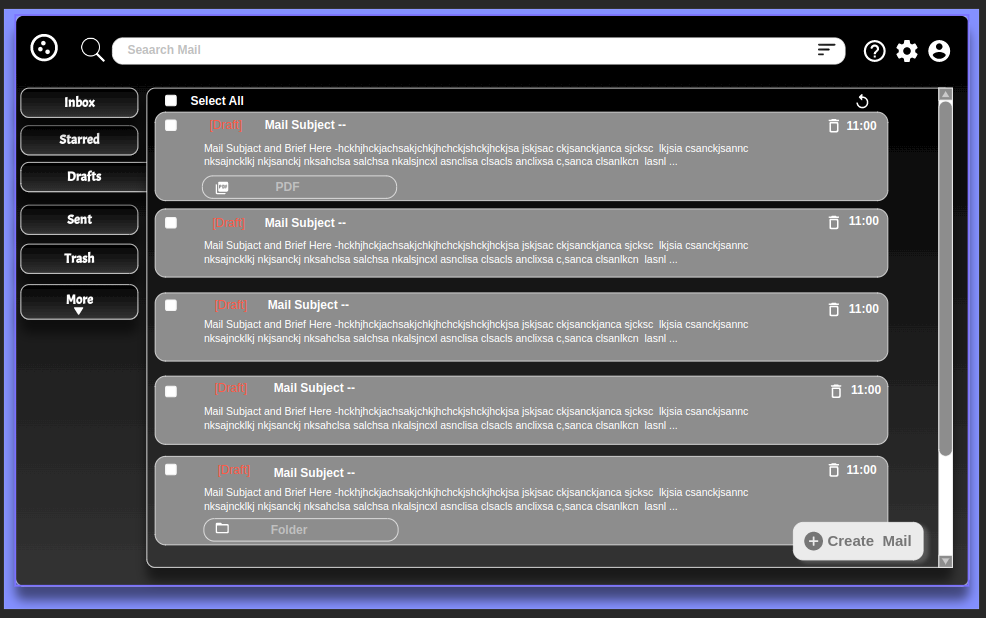 Seaarch Mail
Inbox
Starred
Drafts
Sent
Trash
More
Select All
[Draft] Mail Subject -- 11:00
Mail Subjact and Brief Here -hckhjhckjachsakjchkjhchckjshckjhckjsa jskjsac ckjsanckjanca sjcksc lkjsia csanckjsannc
nksajncklkj nkjsanckj nksahclsa salchsa nkalsjncxl asnclisa clsacls anclixsa c,sanca clsanlkcn lasnl ...
PDF
[Draft] Mail Subject -- 11:00
Mail Subjact and Brief Here -hckhjhckjachsakjchkjhchckjshckjhckjsa jskjsac ckjsanckjanca sjcksc lkjsia csanckjsannc
nksajncklkj nkjsanckj nksahclsa salchsa nkalsjncxl asnclisa clsacls anclixsa c,sanca clsanlkcn lasnl ...
[Draft] Mail Subject -- 11:00
Mail Subjact and Brief Here -hckhjhckjachsakjchkjhchckjshckjhckjsa jskjsac ckjsanckjanca sjcksc lkjsia csanckjsannc
nksajncklkj nkjsanckj nksahclsa salchsa nkalsjncxl asnclisa clsacls anclixsa c,sanca clsanlkcn lasnl ...
[Draft] Mail Subject -- 11:00
Mail Subjact and Brief Here -hckhjhckjachsakjchkjhchckjshckjhckjsa jskjsac ckjsanckjanca sjcksc lkjsia csanckjsannc
nksajncklkj nkjsanckj nksahclsa salchsa nkalsjncxl asnclisa clsacls anclixsa c,sanca clsanlkcn lasnl ...
[Draft] Mail Subject -- 11:00
Mail Subjact and Brief Here -hckhjhckjachsakjchkjhchckjshckjhckjsa jskjsac ckjsanckjanca sjcksc lkjsia csanckjsannc
nksajncklkj nkjsanckj nksahclsa salchsa nkalsjncxl asnclisa clsacls anclixsa c,sanca clsanlkcn lasnl ...
Folder
Create Mail